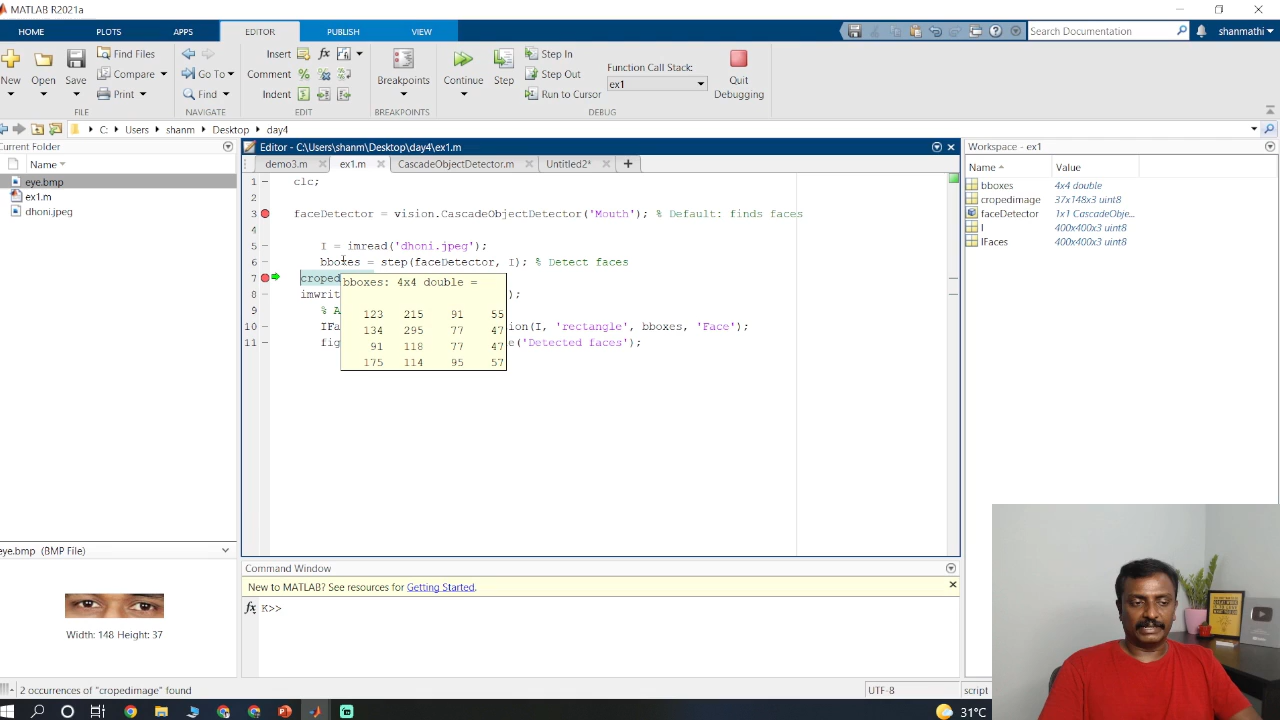 MATLAB R2021a
HOME
PLOTS
APPS
EDITOR
PUBLISH
VIEW
Search Documentation
shanmathi
New
Open
Save
Find Files
Compare
Print
FILE
Go To
Find
NAVIGATE
Insert
Comment
Indent
EDIT
Breakpoints
BREAKPOINTS
Continue
Step
Step In
Step Out
Run to Cursor
Function Call Stack:
ex1
DEBUG
Quit Debugging
C: ▸ Users ▸ shanm ▸ Desktop ▸ day4
Current Folder
Name
eye.bmp
ex1.m
dhoni.jpeg
eye.bmp (BMP File)
Width: 148 Height: 37
Editor - C:\Users\shanm\Desktop\day4\ex1.m
demo3.m
ex1.m
CascadeObjectDetector.m
Untitled2*
1 clc;
2
3 faceDetector = vision.CascadeObjectDetector('Mouth'); % Default: finds faces
4
5 I = imread('dhoni.jpeg');
6 bboxes = step(faceDetector, I); % Detect faces
7 croped
8 imwrit );
9 % A
10 IFa ion(I, 'rectangle', bboxes, 'Face');
11 fig e('Detected faces');
bboxes: 4x4 double =
123 215 91 55
134 295 77 47
91 118 77 47
175 114 95 57
Command Window
New to MATLAB? See resources for Getting Started.
fx K>>
Workspace - ex1
Name Value
bboxes 4x4 double
cropedimage 37x148x3 uint8
faceDetector 1x1 CascadeObje...
I 400x400x3 uint8
IFaces 400x400x3 uint8
2 occurrences of "cropedimage" found
UTF-8
script
31°C